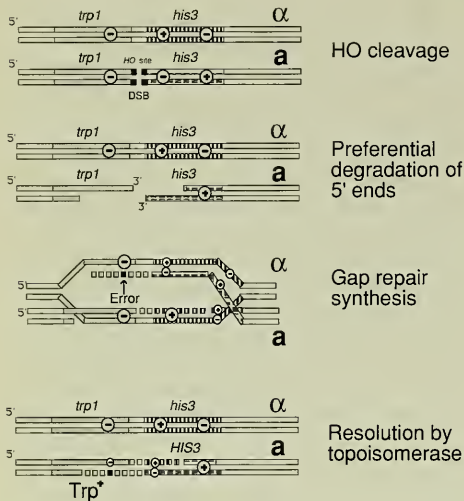 trp1 his3 α
5'
HO cleavage
5' trp1 HO site his3 a
DSB
trp1 his3 α
5'
Preferential
degradation of
5' ends
5' trp1 3' his3 a
3'
α
5'
Error
Gap repair
synthesis
5'
a
trp1 his3 α
5'
HIS3 a
5'
Resolution by
topoisomerase
Trp+